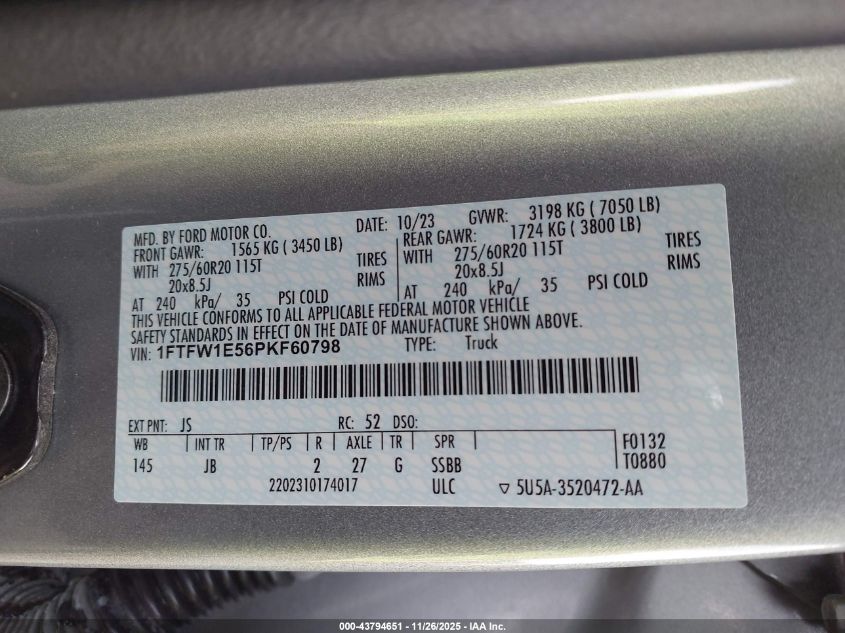 MFD. BY FORD MOTOR CO. DATE: 10/23 GVWR: 3198 KG ( 7050 LB)
FRONT GAWR: 1565 KG ( 3450 LB) REAR GAWR: 1724 KG ( 3800 LB)
WITH 275/60R20 115T TIRES WITH 275/60R20 115T TIRES
20x8.5J RIMS 20x8.5J RIMS
AT 240 kPa/ 35 PSI COLD AT 240 kPa/ 35 PSI COLD
THIS VEHICLE CONFORMS TO ALL APPLICABLE FEDERAL MOTOR VEHICLE
SAFETY STANDARDS IN EFFECT ON THE DATE OF MANUFACTURE SHOWN ABOVE.
VIN: 1FTFW1E56PKF60798 TYPE: Truck
EXT PNT: JS RC: 52 DSO:
WB INT TR TP/PS R AXLE TR SPR F0132
145 JB 2 27 G SSBB T0880
2202310174017 ULC ▽ 5U5A-3520472-AA
000-43794651 - 11/26/2025 - IAA Inc.